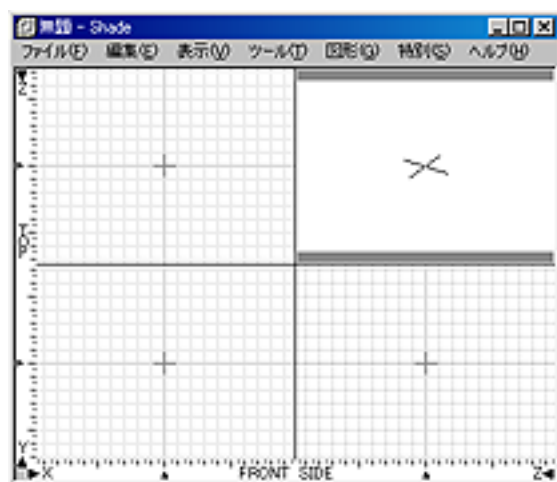 無題 - Shade
ファイル(F) 編集(E) 表示(V) ツール(T) 図形(G) 特別(S) ヘルプ(H)
Z
TOP
Y
X FRONT SIDE Z